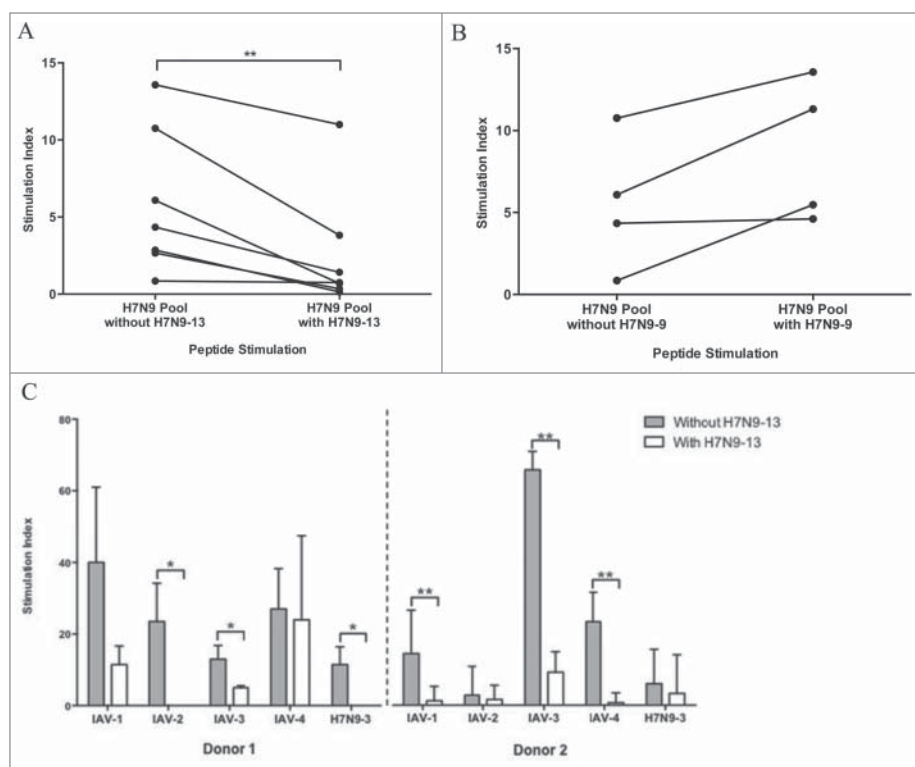 A
**
15
10
5
0
Stimulation Index
H7N9 Pool
without H7N9-13
H7N9 Pool
with H7N9-13
Peptide Stimulation
B
15
10
5
0
Stimulation Index
H7N9 Pool
without H7N9-9
H7N9 Pool
with H7N9-9
Peptide Stimulation
C
80
60
40
20
0
Stimulation Index
Without H7N9-13
With H7N9-13
*
*
*
**
**
**
IAV-1 IAV-2 IAV-3 IAV-4 H7N9-3
IAV-1 IAV-2 IAV-3 IAV-4 H7N9-3
Donor 1
Donor 2